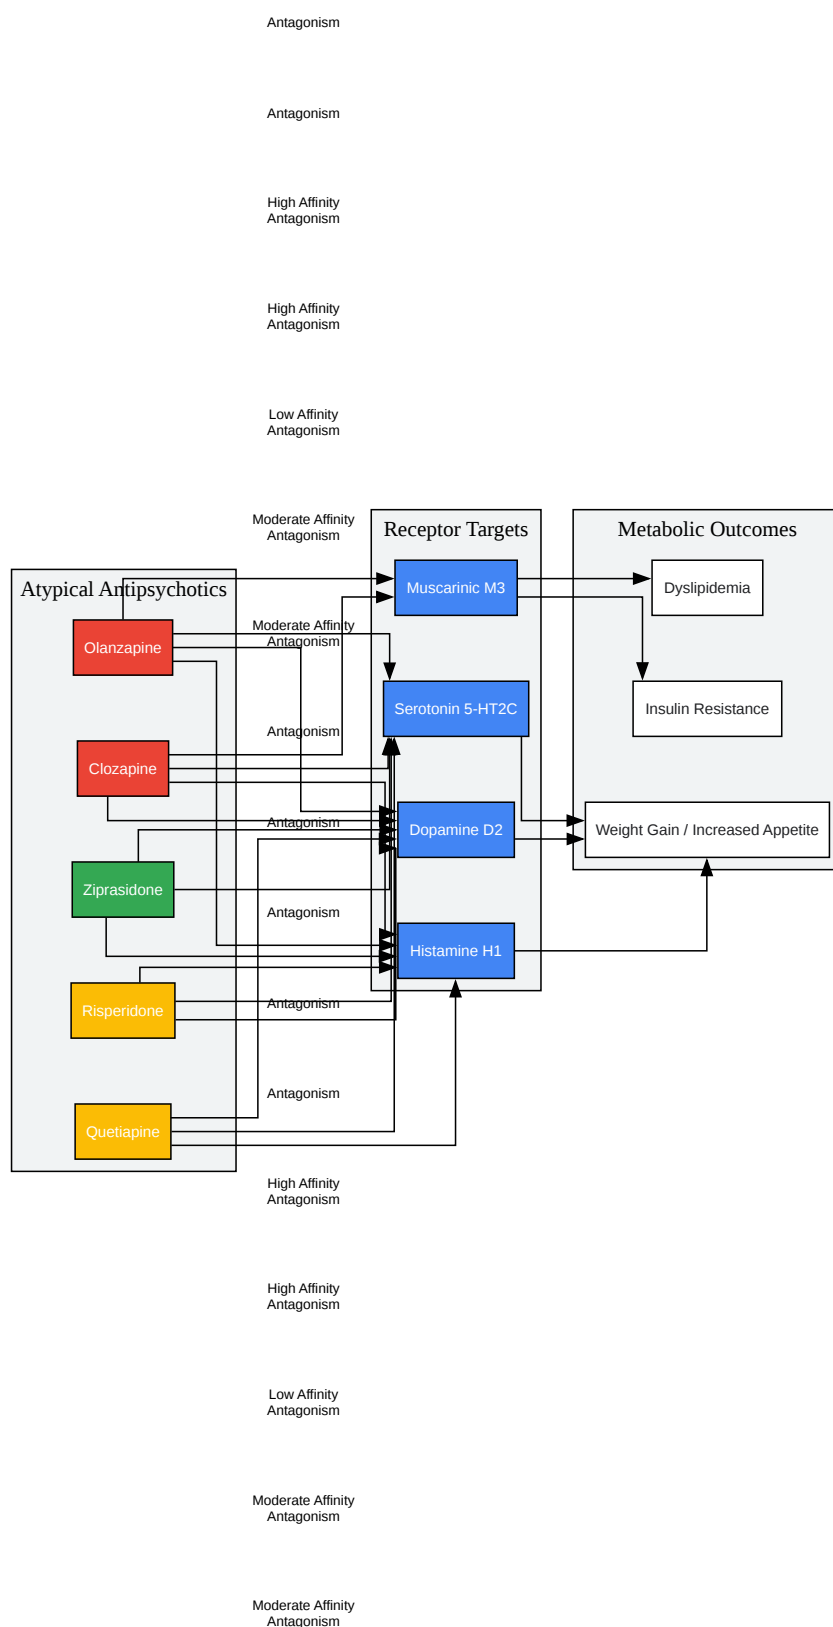 Antagonism
Antagonism
High Affinity
Antagonism
High Affinity
Antagonism
Low Affinity
Antagonism
Moderate Affinity
Antagonism
Receptor Targets
Metabolic Outcomes
Atypical Antipsychotics
Muscarinic M3
Dyslipidemia
Moderate Affinity
Antagonism
Olanzapine
Serotonin 5-HT2C
Insulin Resistance
Antagonism
Clozapine
Antagonism
Dopamine D2
Weight Gain / Increased Appetite
Ziprasidone
Antagonism
Histamine H1
Antagonism
Risperidone
Antagonism
Quetiapine
High Affinity
Antagonism
High Affinity
Antagonism
Low Affinity
Antagonism
Moderate Affinity
Antagonism
Moderate Affinity
Antagonism